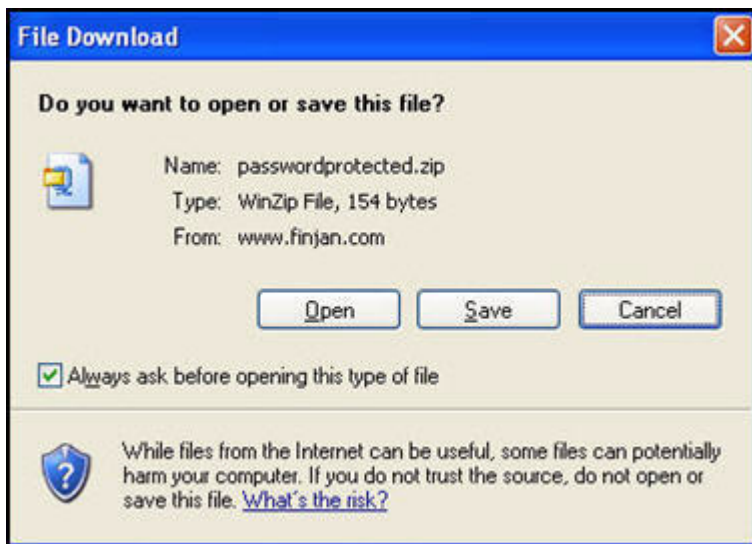 File Download
Do you want to open or save this file?
Name: passwordprotected.zip
Type: WinZip File, 154 bytes
From: www.finjan.com
Open Save Cancel
Always ask before opening this type of file
While files from the Internet can be useful, some files can potentially
harm your computer. If you do not trust the source, do not open or
save this file. What's the risk?